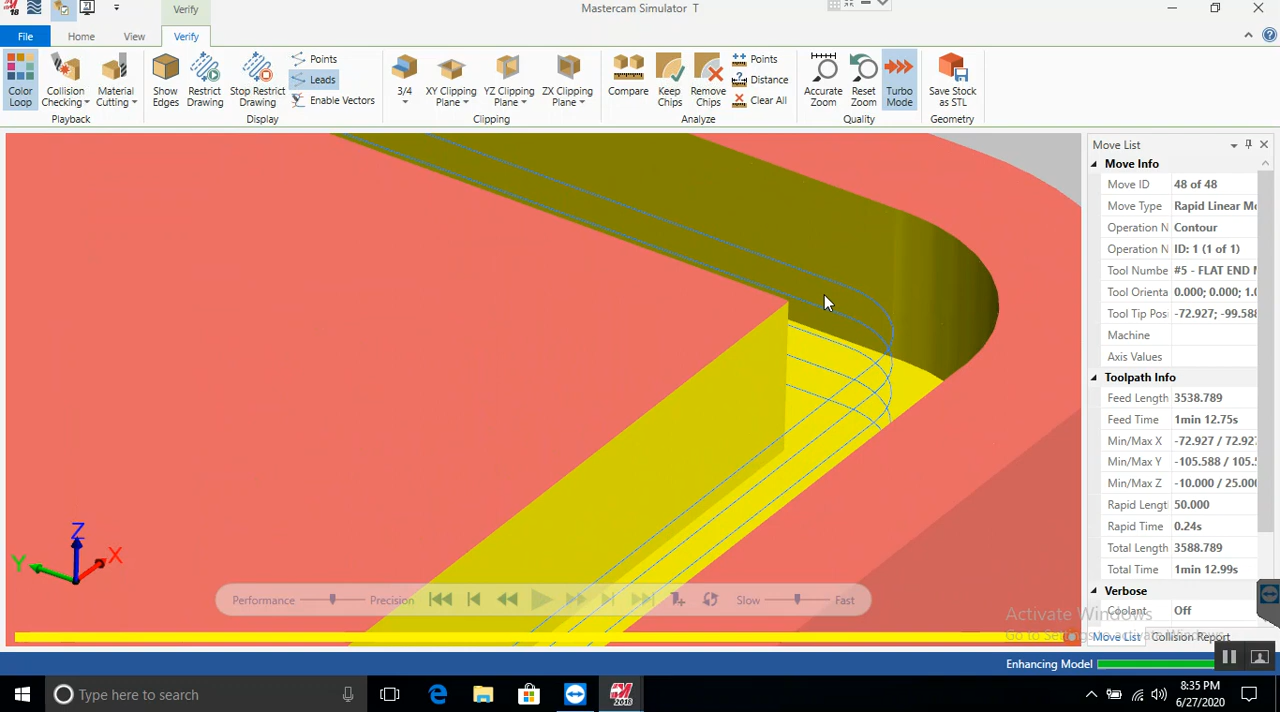 18
Verify
Mastercam Simulator T
File
Home
View
Verify
Color Loop
Collision Checking
Material Cutting
Playback
Show Edges
Restrict Drawing
Stop Restrict Drawing
Points
Leads
Enable Vectors
Display
3/4
XY Clipping Plane
YZ Clipping Plane
ZX Clipping Plane
Clipping
Compare
Keep Chips
Remove Chips
Points
Distance
Clear All
Analyze
Accurate Zoom
Reset Zoom
Turbo Mode
Quality
Save Stock as STL
Geometry
Move List
Move Info
Move ID 48 of 48
Move Type Rapid Linear M
Operation N Contour
Operation N ID: 1 (1 of 1)
Tool Numbe #5 - FLAT END
Tool Orienta 0.000; 0.000; 1.
Tool Tip Pos -72.927; -99.588
Machine
Axis Values
Toolpath Info
Feed Length 3538.789
Feed Time 1min 12.75s
Min/Max X -72.927 / 72.927
Min/Max Y -105.588 / 105.
Min/Max Z -10.000 / 25.000
Rapid Lengt 50.000
Rapid Time 0.24s
Total Length 3588.789
Total Time 1min 12.99s
Verbose
Coolant Off
Move List
Collision Report
Z
Y
X
Performance
Precision
Slow
Fast
Activate Windows
Enhancing Model
Type here to search
2018
8:35 PM
6/27/2020